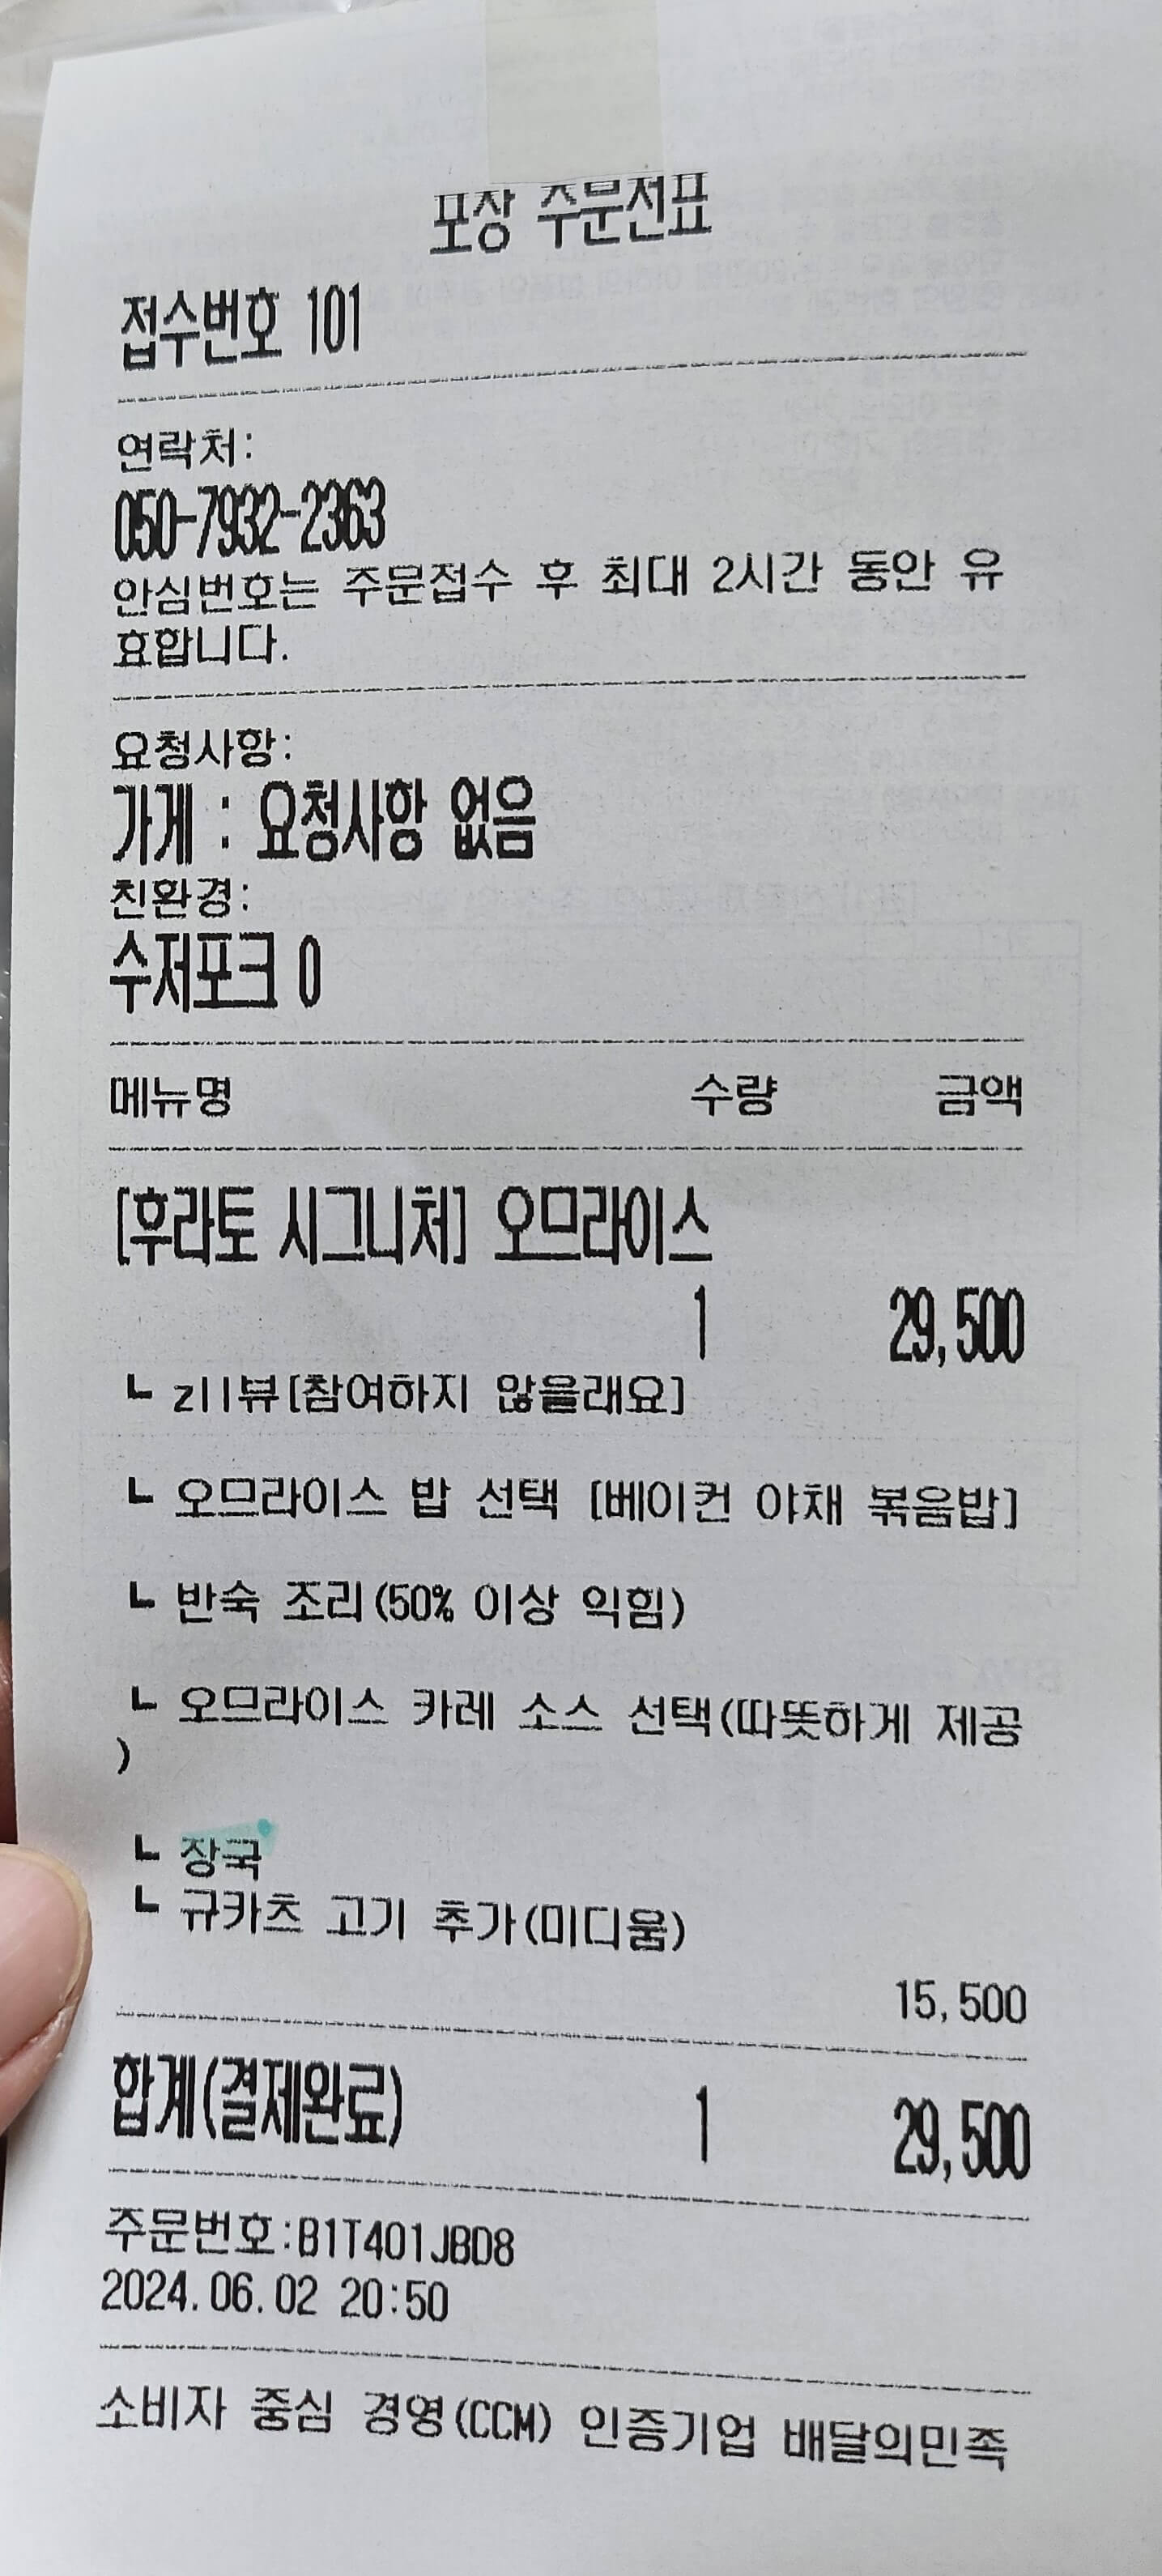 포장 주문전표
접수번호 101
연락처:
050-7932-2363
안심번호는 주문접수 후 최대 2시간 동안 유
효합니다.
요청사항:
가게 : 요청사항 없음
친환경:
수저포크 0
메뉴명 수량 금액
[후라토 시그니처] 오므라이스
1 29,500
┗ z리뷰[참여하지 않을래요]
┗ 오므라이스 밥 선택 [베이컨 야채 볶음밥]
┗ 반숙 조리(50% 이상 익힘)
┗ 오므라이스 카레 소스 선택(따뜻하게 제공
)
┗ 장국
┗ 규카츠 고기 추가(미디움)
15,500
합계(결제완료) 1 29,500
주문번호:B1T401JBD8
2024.06.02 20:50
소비자 중심 경영(CCM) 인증기업 배달의민족